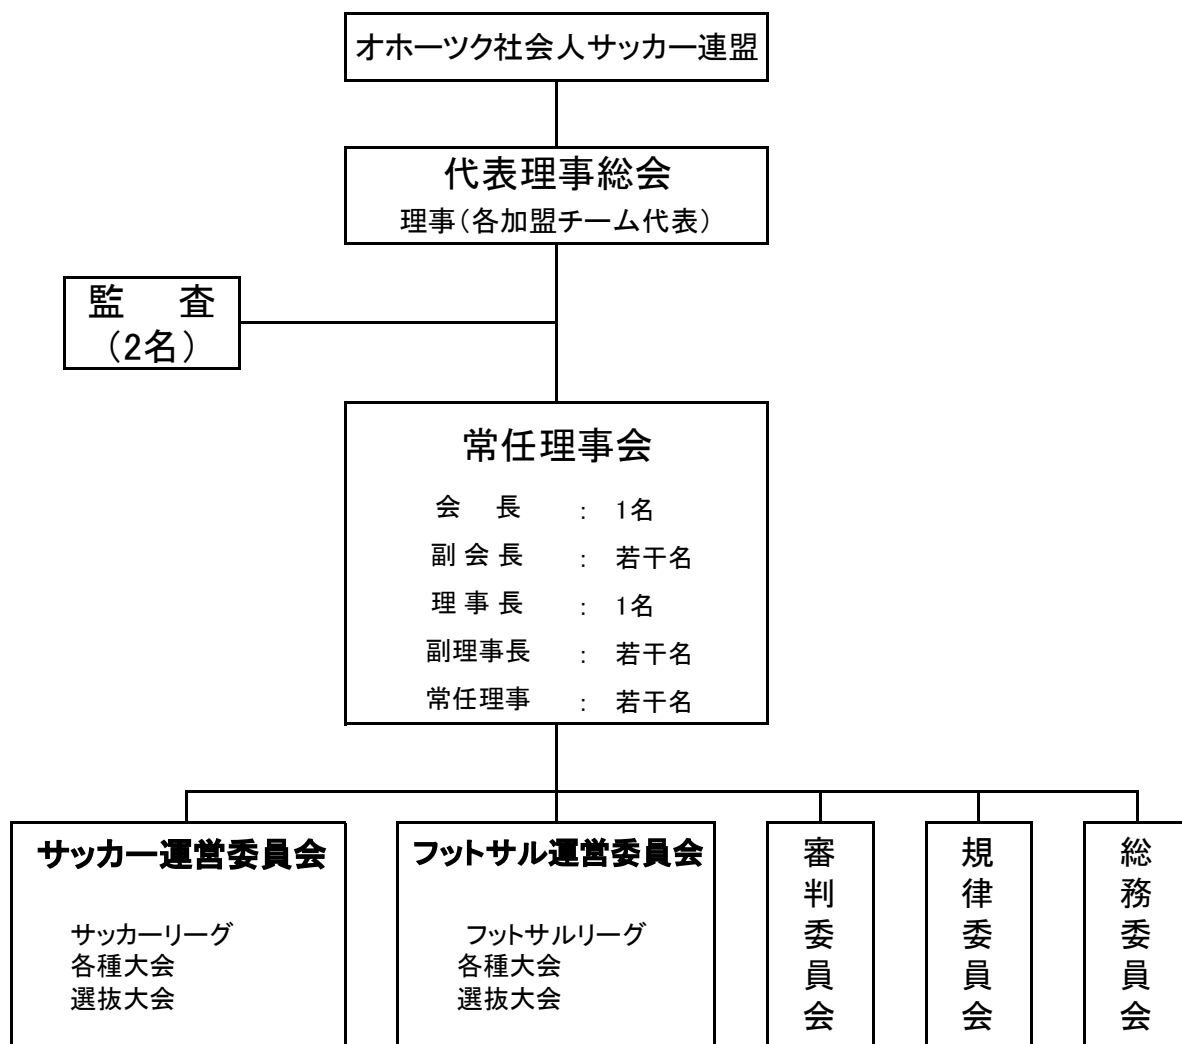 オホーツク社会人サッカー連盟
代表理事総会
理事（各加盟チーム代表）
監　査
（2名）
常任理事会
会　長　：　1名
副 会 長　：　若干名
理 事 長　：　1名
副理事長　：　若干名
常任理事　：　若干名
サッカー運営委員会
サッカーリーグ
各種大会
選抜大会
フットサル運営委員会
フットサルリーグ
各種大会
選抜大会
審判委員会
規律委員会
総務委員会